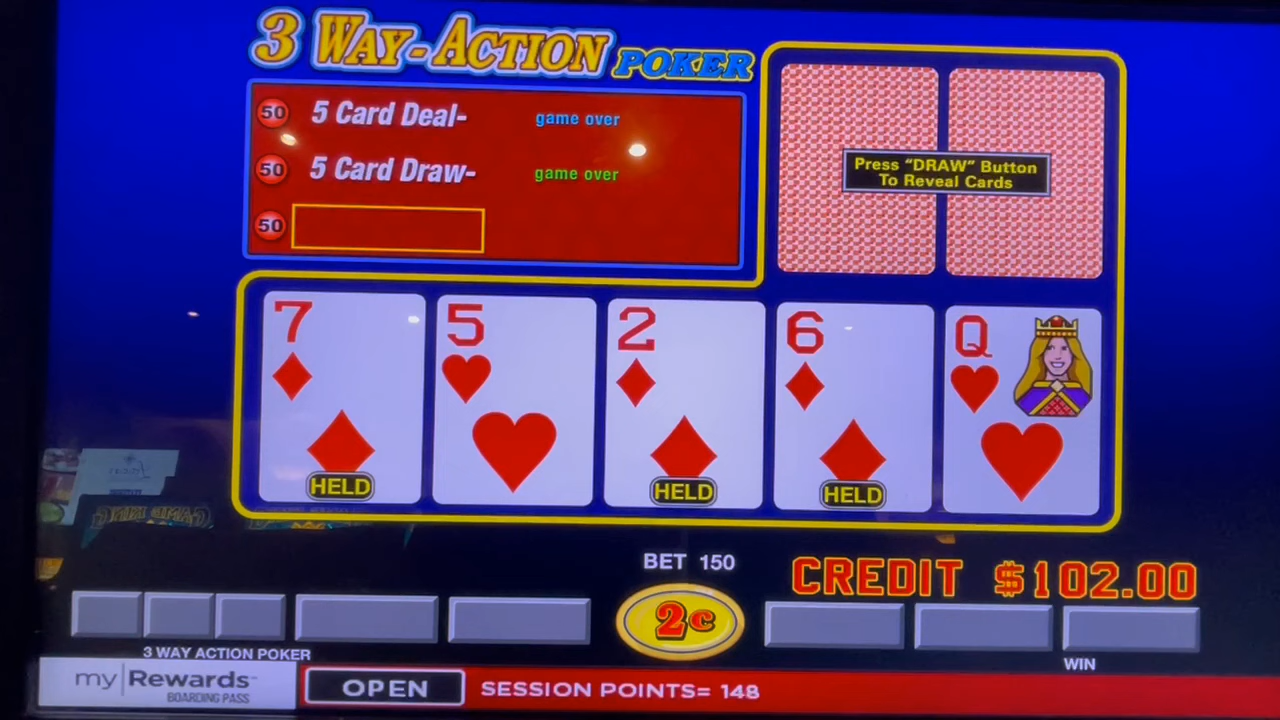 3 WAY-ACTION POKER
50 5 Card Deal- game over
50 5 Card Draw- game over
50
Press “DRAW” Button
To Reveal Cards
7 5 2 6 Q
HELD HELD HELD
BET 150
CREDIT $102.00
2¢
3 WAY ACTION POKER
WIN
my|Rewards™
BOARDING PASS
OPEN
SESSION POINTS= 148